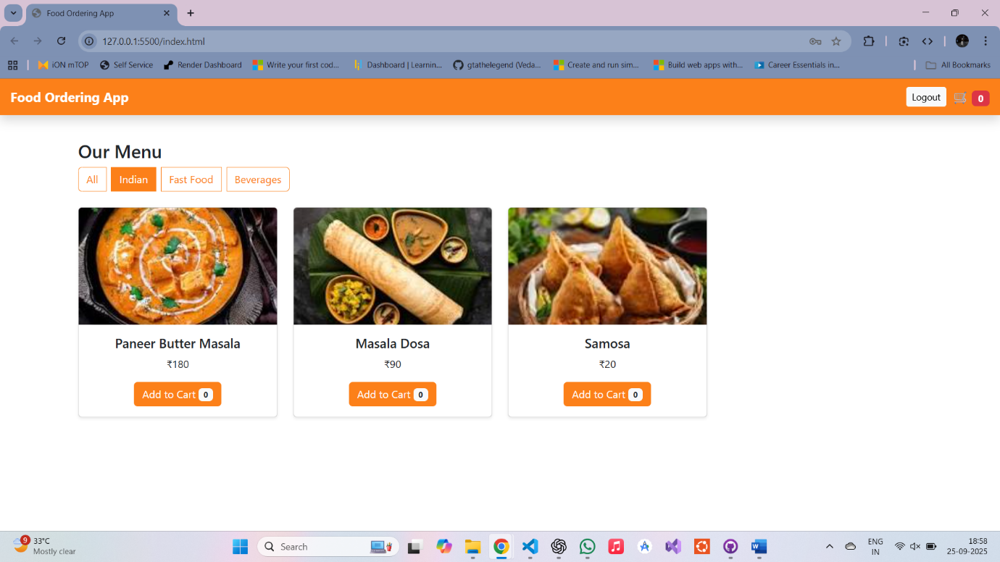 Food Ordering App
127.0.0.1:5500/index.html
iON mTOP Self Service Render Dashboard Write your first cod... Dashboard | Learnin... gtathelegend (Veda... Create and run sim... Build web apps with... Career Essentials in... All Bookmarks
Food Ordering App Logout 0
Our Menu
All Indian Fast Food Beverages
Paneer Butter Masala Masala Dosa Samosa
₹180 ₹90 ₹20
Add to Cart 0 Add to Cart 0 Add to Cart 0
9 33°C
Mostly clear
Search
ENG
IN
18:58
25-09-2025